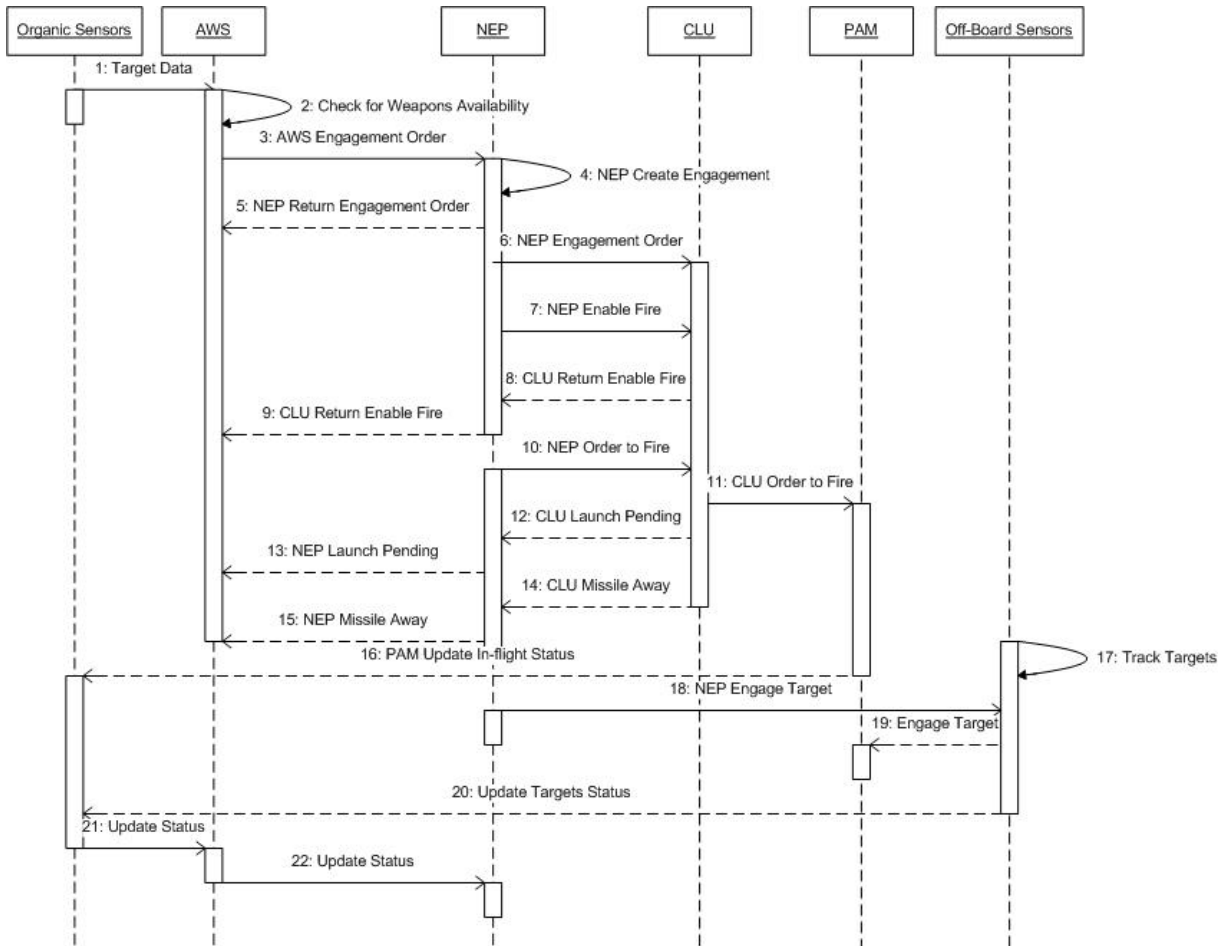 Organic Sensors
AWS
NEP
CLU
PAM
Off-Board Sensors
1: Target Data
2: Check for Weapons Availability
3: AWS Engagement Order
4: NEP Create Engagement
5: NEP Return Engagement Order
6: NEP Engagement Order
7: NEP Enable Fire
8: CLU Return Enable Fire
9: CLU Return Enable Fire
10: NEP Order to Fire
11: CLU Order to Fire
12: CLU Launch Pending
13: NEP Launch Pending
14: CLU Missile Away
15: NEP Missile Away
16: PAM Update In-flight Status
17: Track Targets
18: NEP Engage Target
19: Engage Target
20: Update Targets Status
21: Update Status
22: Update Status